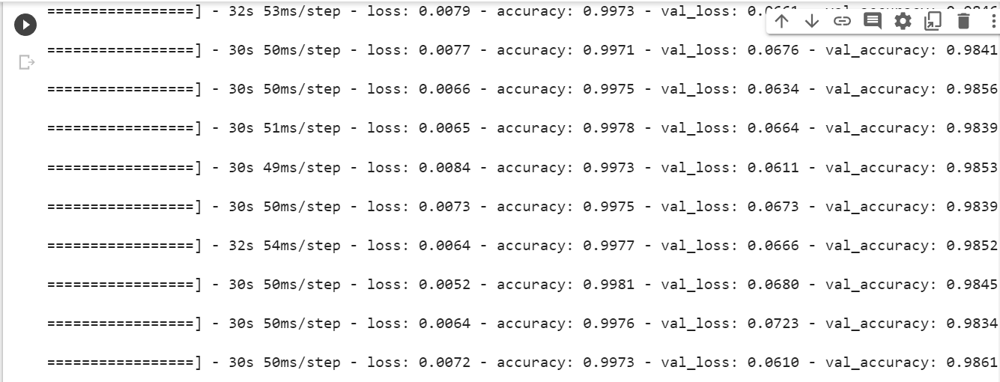 =================] - 32s 53ms/step - loss: 0.0079 - accuracy: 0.9973 - val_loss:
=================] - 30s 50ms/step - loss: 0.0077 - accuracy: 0.9971 - val_loss: 0.0676 - val_accuracy: 0.9841
=================] - 30s 50ms/step - loss: 0.0066 - accuracy: 0.9975 - val_loss: 0.0634 - val_accuracy: 0.9856
=================] - 30s 51ms/step - loss: 0.0065 - accuracy: 0.9978 - val_loss: 0.0664 - val_accuracy: 0.9839
=================] - 30s 49ms/step - loss: 0.0084 - accuracy: 0.9973 - val_loss: 0.0611 - val_accuracy: 0.9853
=================] - 30s 50ms/step - loss: 0.0073 - accuracy: 0.9975 - val_loss: 0.0673 - val_accuracy: 0.9839
=================] - 32s 54ms/step - loss: 0.0064 - accuracy: 0.9977 - val_loss: 0.0666 - val_accuracy: 0.9852
=================] - 30s 50ms/step - loss: 0.0052 - accuracy: 0.9981 - val_loss: 0.0680 - val_accuracy: 0.9845
=================] - 30s 50ms/step - loss: 0.0064 - accuracy: 0.9976 - val_loss: 0.0723 - val_accuracy: 0.9834
=================] - 30s 50ms/step - loss: 0.0072 - accuracy: 0.9973 - val_loss: 0.0610 - val_accuracy: 0.9861